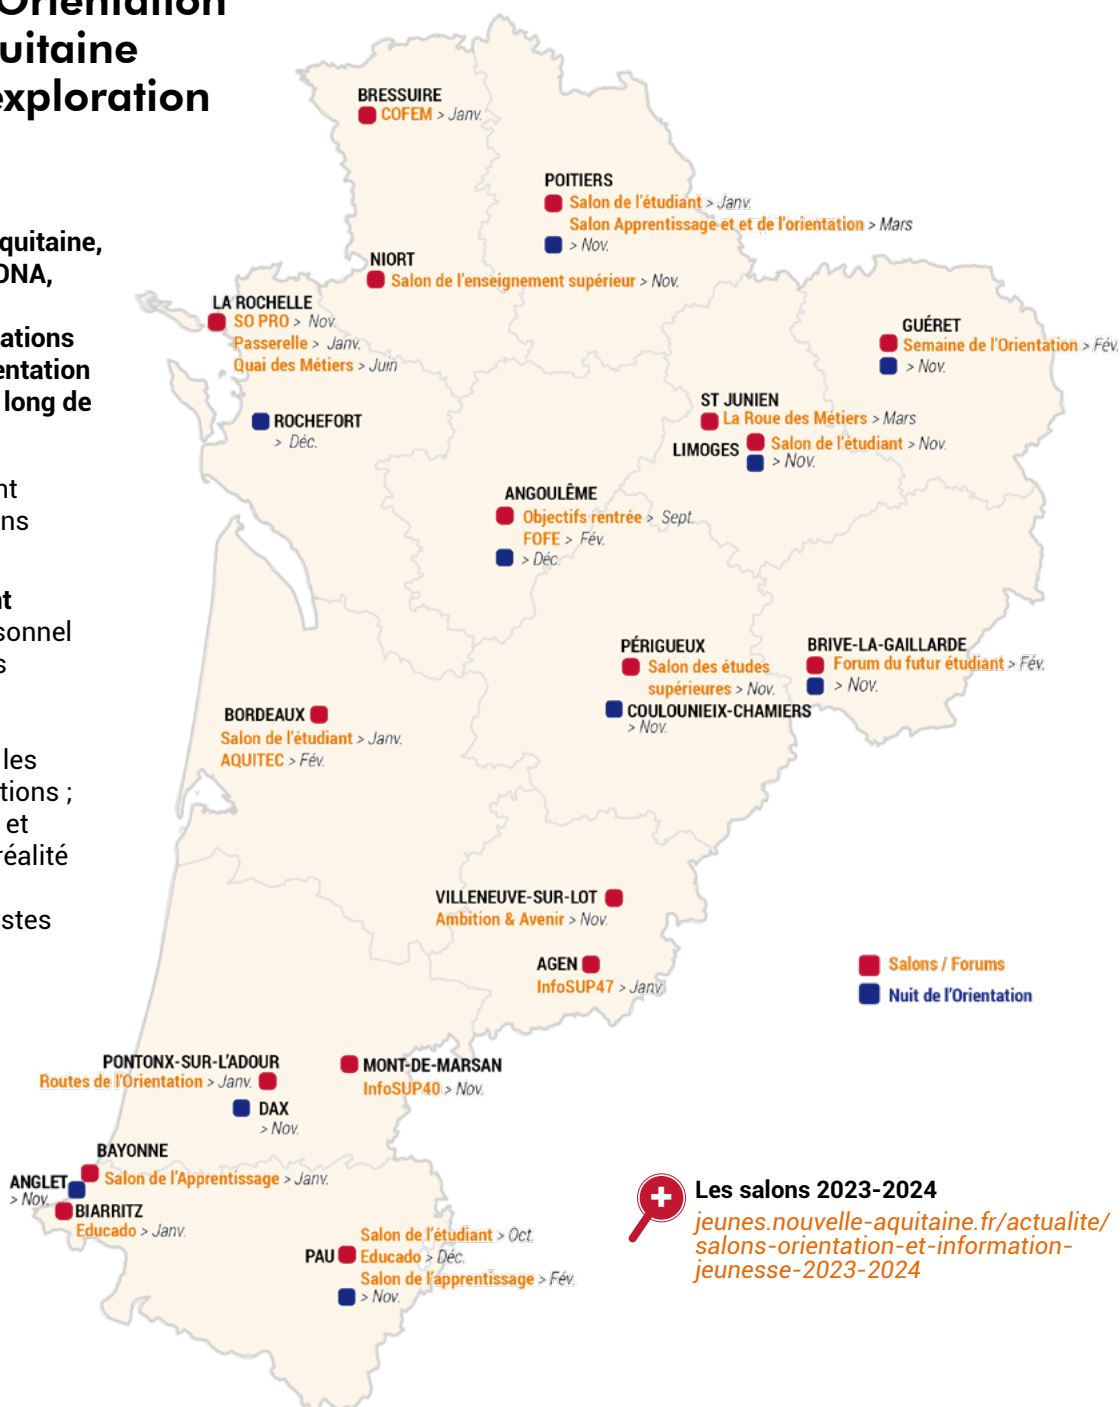 Orientation
uitaine
exploration
quitaine,
ONA,
ations
entation
long de
nt
ns
nt
sonnel
s
les
tions ;
et
réalité
stes
BRESSUIRE
COFEM > Janv.
POITIERS
Salon de l'étudiant > Janv.
Salon Apprentissage et et de l'orientation > Mars
> Nov.
NIORT
Salon de l'enseignement supérieur > Nov.
LA ROCHELLE
SO PRO > Nov.
Passerelle > Janv.
Quai des Métiers > Juin
GUÉRET
Semaine de l'Orientation > Fév.
> Nov.
ROCHEFORT
> Déc.
ST JUNIEN
La Roue des Métiers > Mars
LIMOGES
Salon de l'étudiant > Nov.
> Nov.
ANGOULÊME
Objectifs rentrée > Sept.
FOFE > Fév.
> Déc.
PÉRIGUEUX
Salon des études
supérieures > Nov.
COULOUNIEIX-CHAMIERS
> Nov.
BRIVE-LA-GAILLARDE
Forum du futur étudiant > Fév.
> Nov.
BORDEAUX
Salon de l'étudiant > Janv.
AQUITEC > Fév.
VILLENEUVE-SUR-LOT
Ambition & Avenir > Nov.
AGEN
InfoSUP47 > Janv.
Salons / Forums
Nuit de l'Orientation
PONTONX-SUR-L'ADOUR
Routes de l'Orientation > Janv.
MONT-DE-MARSAN
InfoSUP40 > Nov.
DAX
> Nov.
BAYONNE
Salon de l'Apprentissage > Janv.
ANGLET
> Nov.
BIARRITZ
Educado > Janv.
PAU
Salon de l'étudiant > Oct.
Educado > Déc.
Salon de l'apprentissage > Fév.
> Nov.
Les salons 2023-2024
jeunes.nouvelle-aquitaine.fr/actualite/
salons-orientation-et-information-
jeunesse-2023-2024